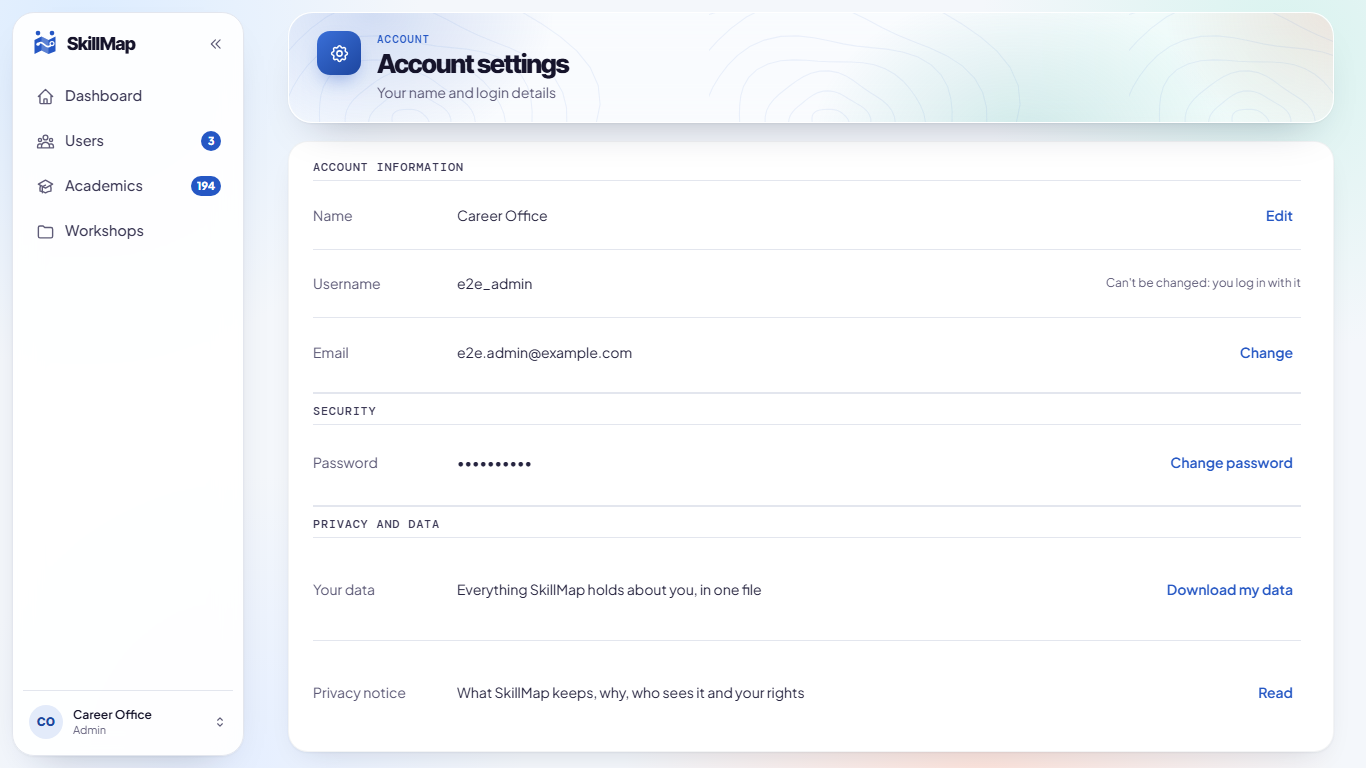 SkillMap
Dashboard
Users 3
Academics 194
Workshops
Career Office
Admin
CO
ACCOUNT
Account settings
Your name and login details
ACCOUNT INFORMATION
Name Career Office Edit
Username e2e_admin Can't be changed: you log in with it
Email e2e.admin@example.com Change
SECURITY
Password •••••••••• Change password
PRIVACY AND DATA
Your data Everything SkillMap holds about you, in one file Download my data
Privacy notice What SkillMap keeps, why, who sees it and your rights Read